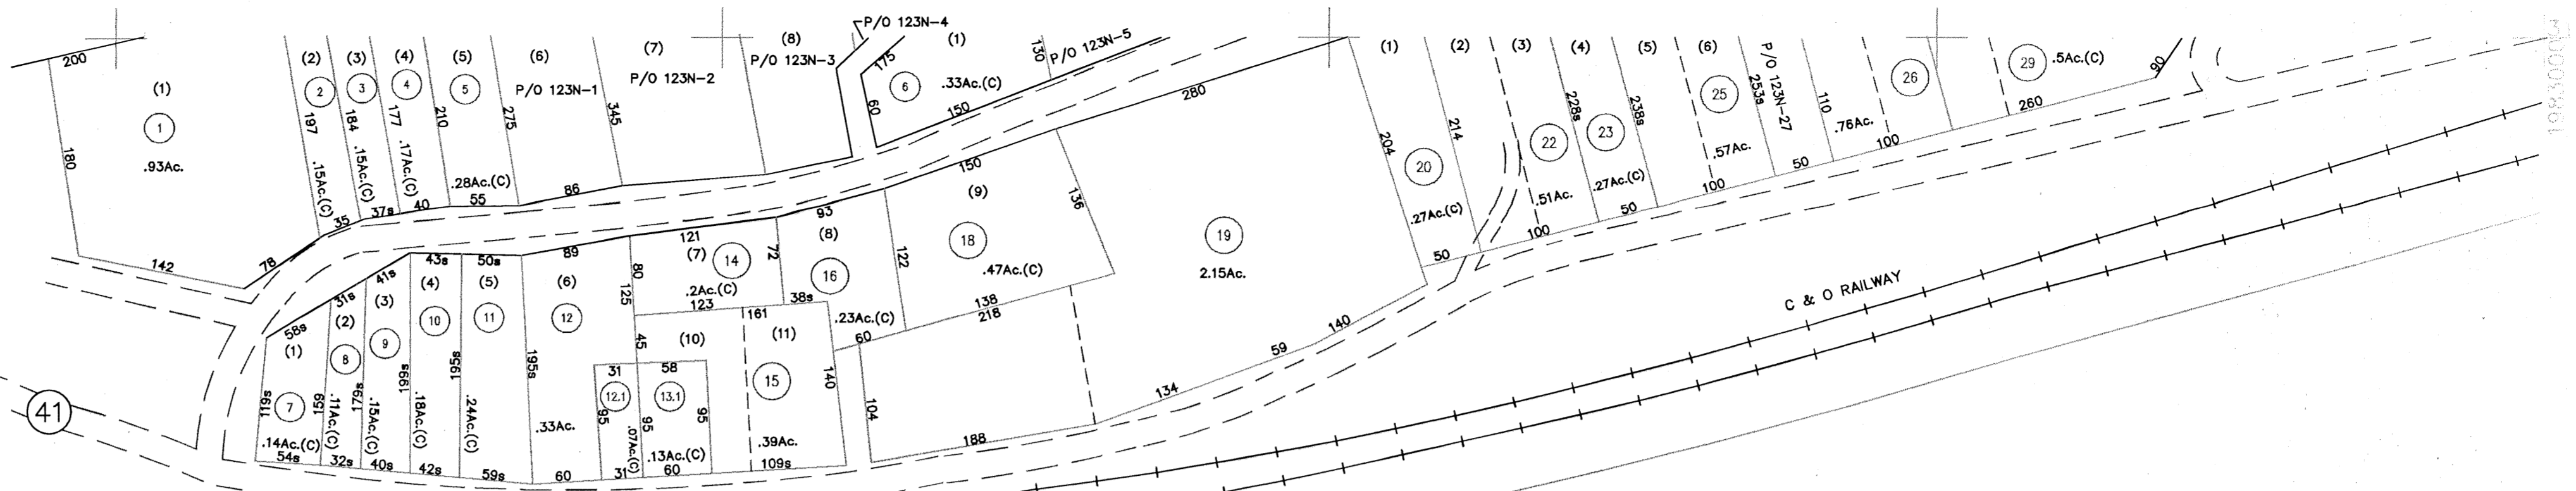 200
(1)
1
.93Ac.
180
142
78
(2)
2
197
.15Ac.(C)
35
(3)
3
184
.15Ac.(C)
37s
(4)
4
177
.17Ac.(C)
40
(5)
5
210
.28Ac.(C)
55
(6)
P/O 123N-1
275
86
(7)
P/O 123N-2
345
(8)
P/O 123N-3
P/O 123N-4
175
60
(1)
6
.33Ac.(C)
150
130
P/O 123N-5
280
(1)
204
20
.27Ac.(C)
50
(2)
214
(3)
22
.51Ac.
100
(4)
228s
23
.27Ac.(C)
50
(5)
238s
(6)
25
.57Ac.
100
253s
P/O 123N-27
50
110
.76Ac.
100
26
29
.5Ac.(C)
260
90
19830003
58s
(1)
119s
7
.14Ac.(C)
54s
31s
(2)
8
159
.11Ac.(C)
32s
41s
(3)
9
179s
.15Ac.(C)
40s
43s
(4)
10
199s
.18Ac.(C)
42s
50s
(5)
11
195s
.24Ac.(C)
59s
89
(6)
12
195s
.33Ac.
60
121
(7)
14
80
125
.2Ac.(C)
123
72
45
(10)
31
12.1
95
.07Ac.(C)
31
58
13.1
95
95
.13Ac.(C)
60
161
(11)
15
.39Ac.
109s
140
93
(8)
16
38s
.23Ac.(C)
60
122
150
(9)
18
.47Ac.(C)
136
138
218
104
188
19
2.15Ac.
134
59
140
C & O RAILWAY
41